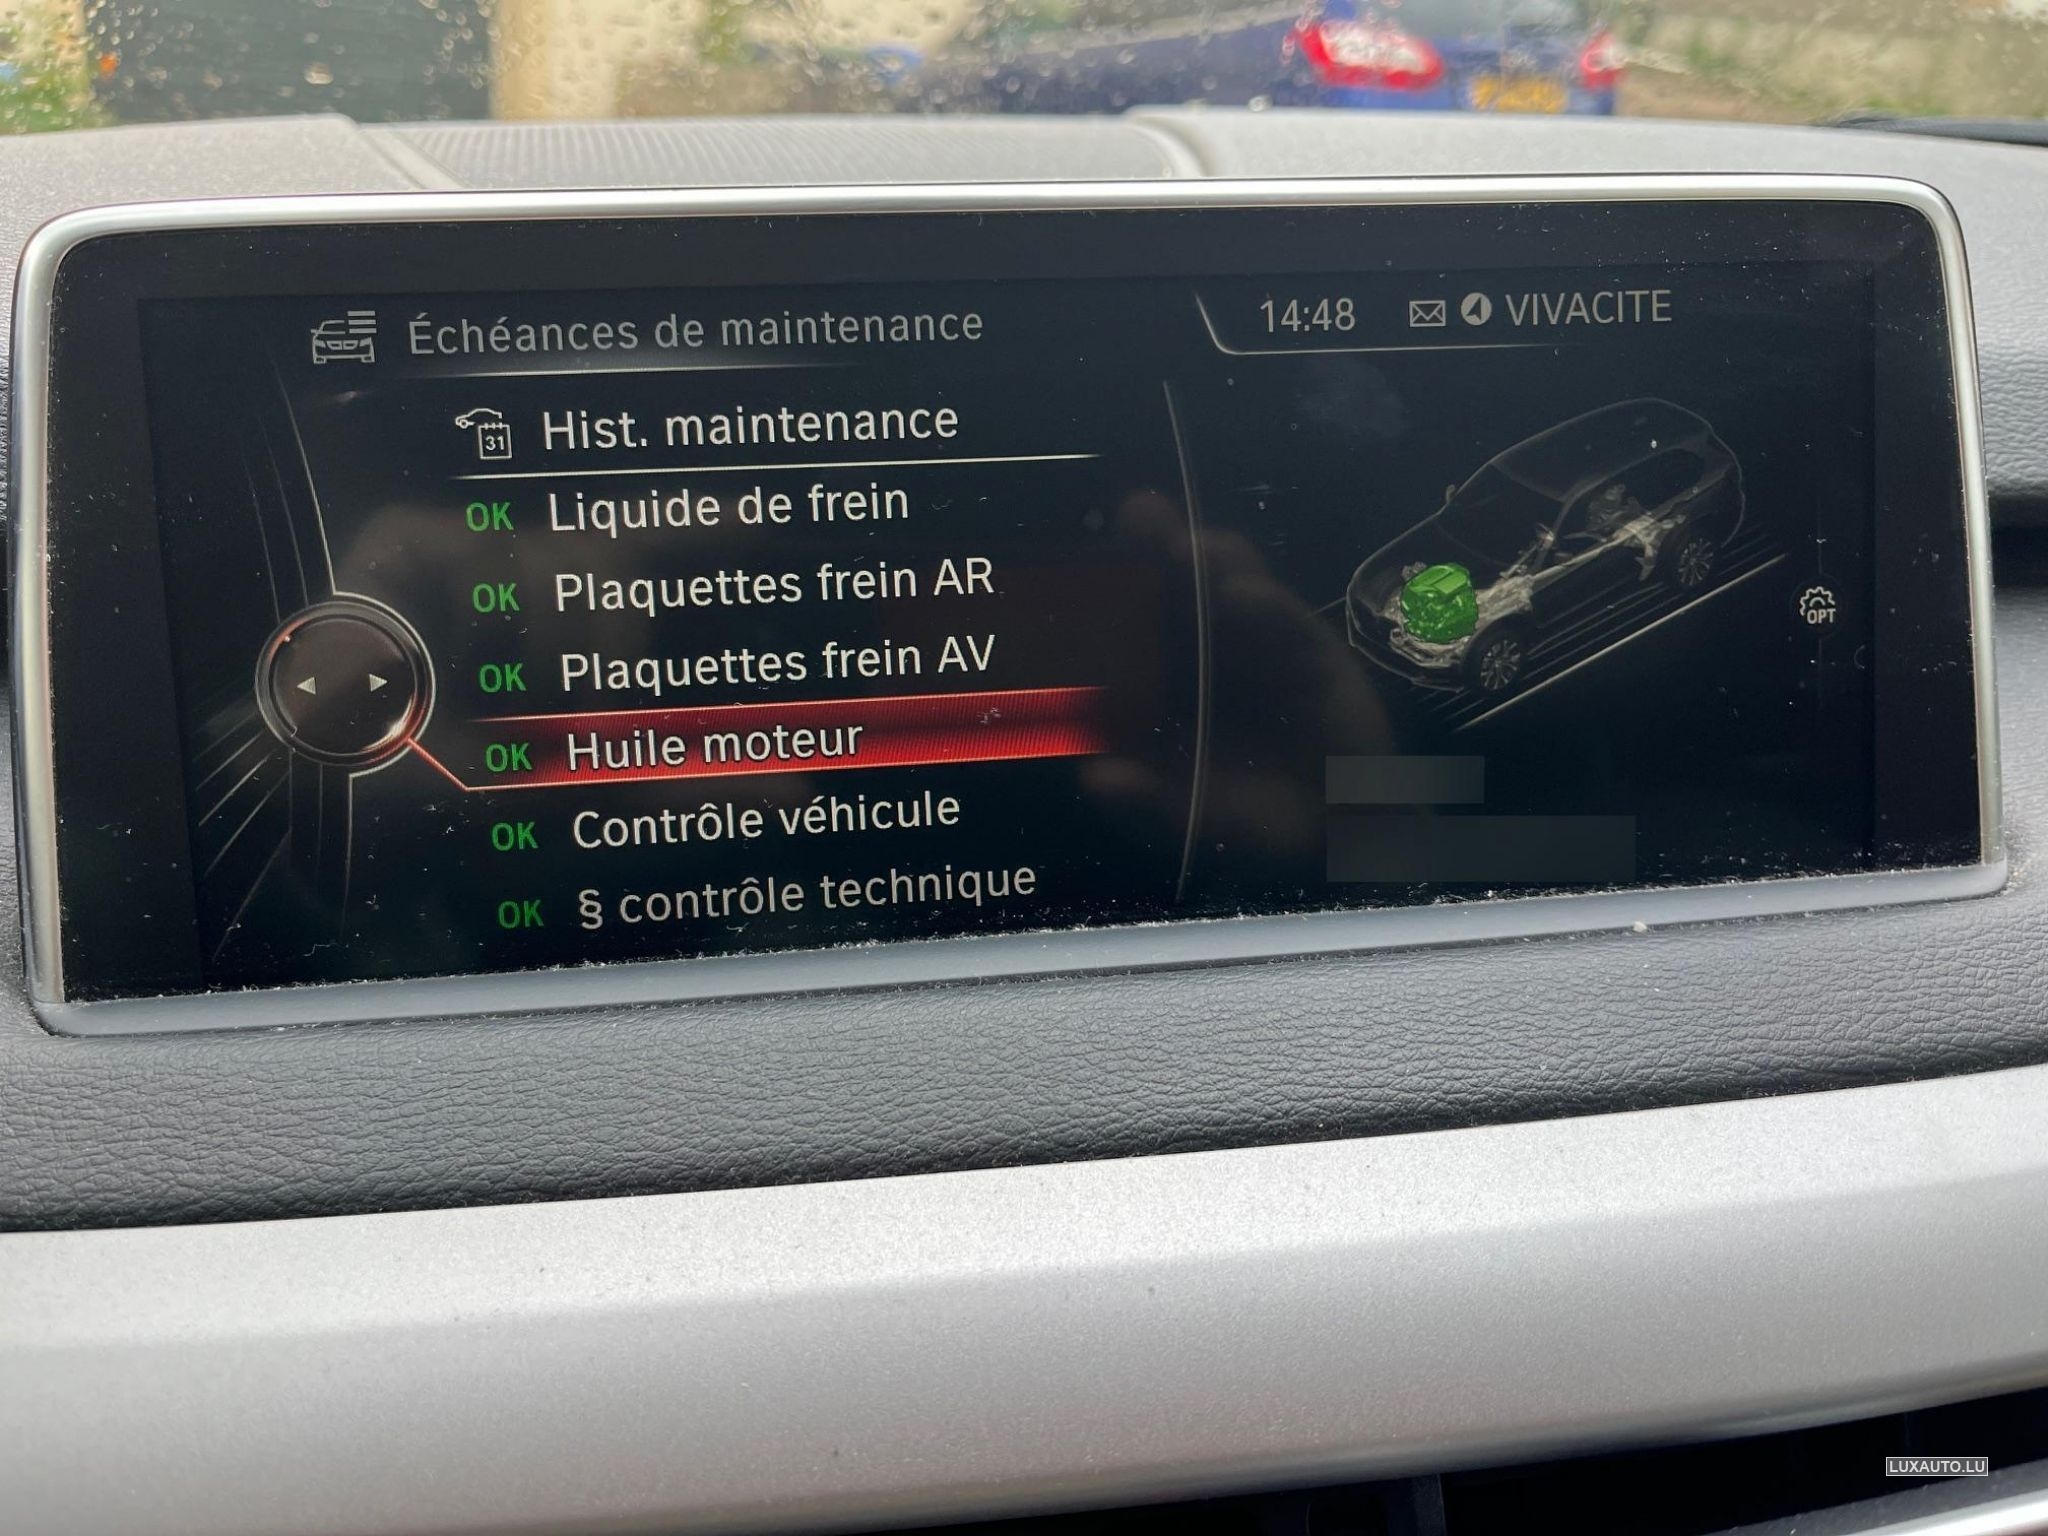 Échéances de maintenance
14:48 VIVACITE
31 Hist. maintenance
OK Liquide de frein
OK Plaquettes frein AR
OK Plaquettes frein AV
OK Huile moteur
OK Contrôle véhicule
OK § contrôle technique
OPT
LUXAUTO.LU